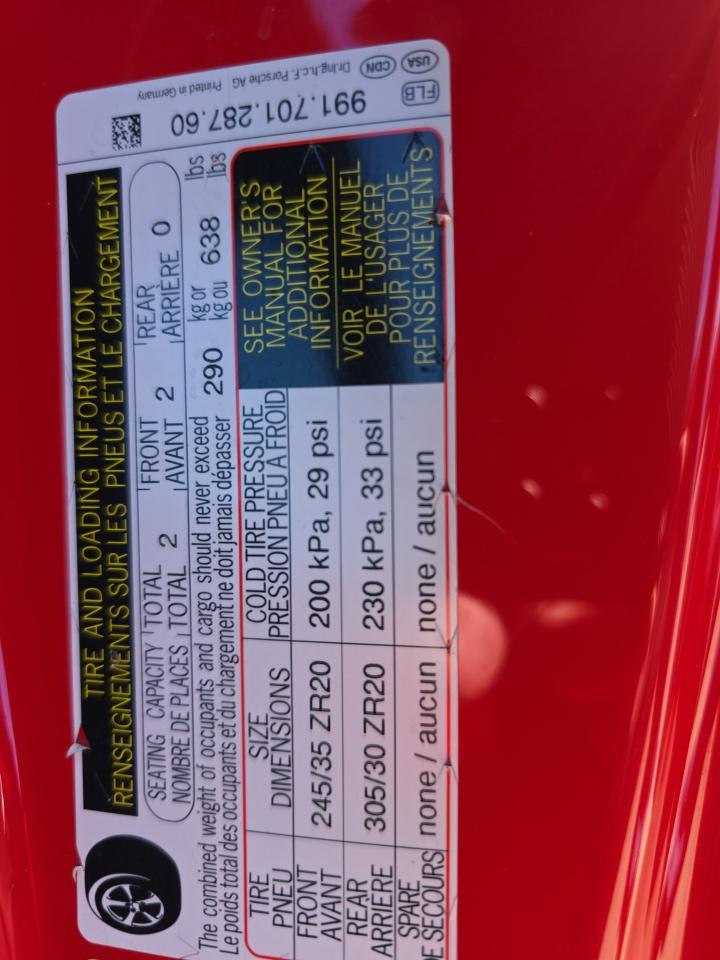 TIRE AND LOADING INFORMATION
RENSEIGNEMENTS SUR LES PNEUS ET LE CHARGEMENT
SEATING CAPACITY TOTAL 2 FRONT 2 REAR 0
NOMBRE DE PLACES TOTAL AVANT ARRIÈRE
The combined weight of occupants and cargo should never exceed 290 kg or 638 lbs
Le poids total des occupants et du chargement ne doit jamais dépasser kg ou lbs
TIRE SIZE COLD TIRE PRESSURE
PNEU DIMENSIONS PRESSION PNEU A FROID
FRONT 245/35 ZR20 200 kPa, 29 psi
AVANT
REAR 305/30 ZR20 230 kPa, 33 psi
ARRIÈRE
SPARE none / aucun none / aucun
DE SECOURS
SEE OWNER'S
MANUAL FOR
ADDITIONAL
INFORMATION
VOIR LE MANUEL
DE L'USAGER
POUR PLUS DE
RENSEIGNEMENTS
Dr.Ing.h.c.F. Porsche AG Printed in Germany
USA CDN
991.701.287.60 FLB